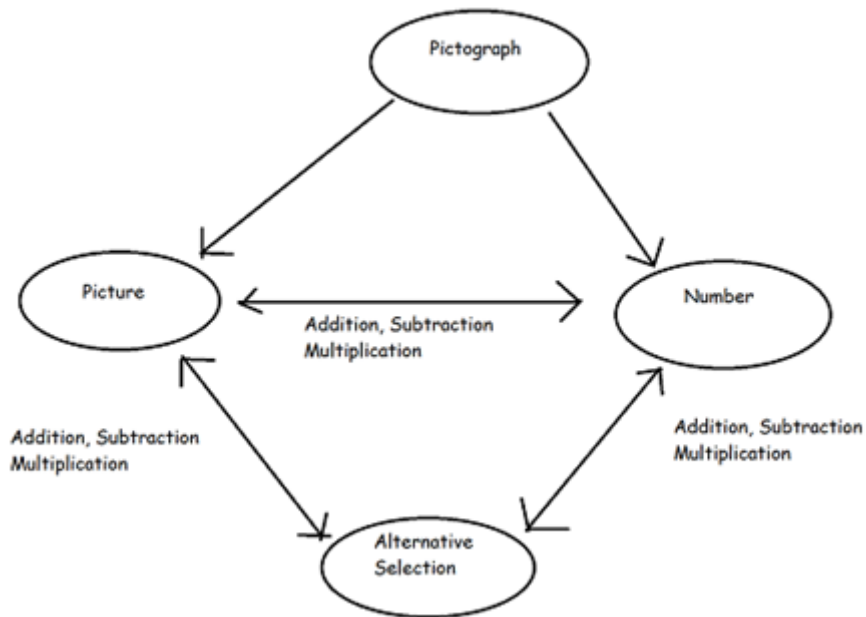 Pictograph
Picture
Number
Addition, Subtraction
Multiplication
Addition, Subtraction
Multiplication
Addition, Subtraction
Multiplication
Alternative
Selection